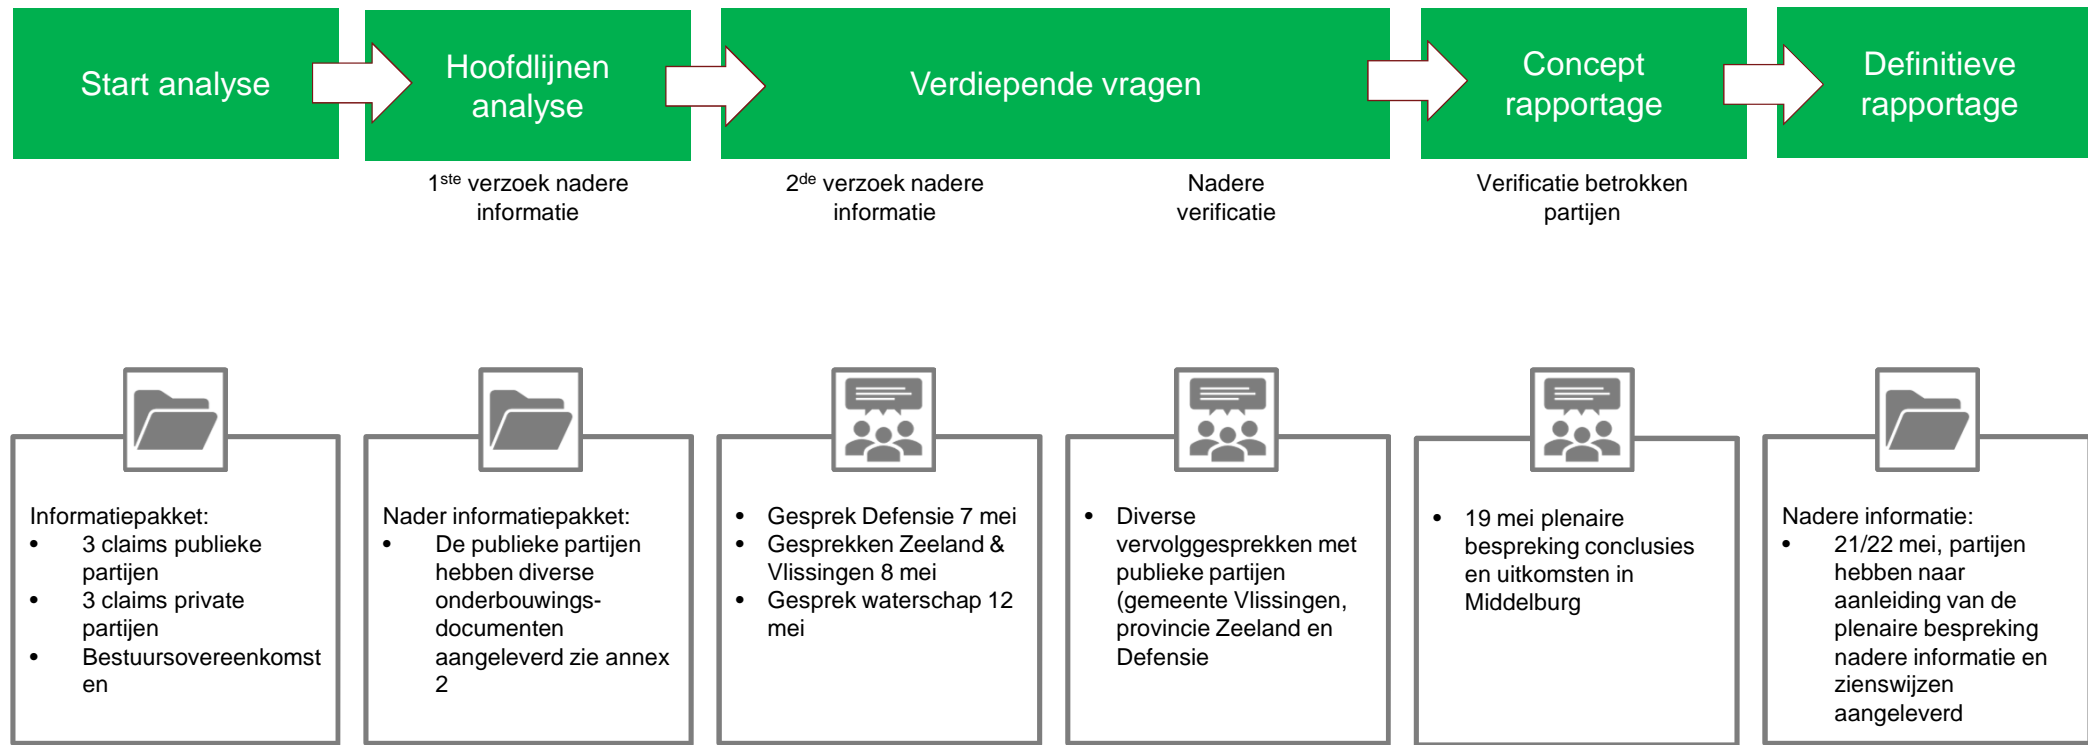 Start analyse
Hoofdlijnen
analyse
Verdiepende vragen
Concept
rapportage
Definitieve
rapportage
1ste verzoek nadere
informatie
2de verzoek nadere
informatie
Nadere
verificatie
Verificatie betrokken
partijen
Informatiepakket:
• 3 claims publieke
partijen
• 3 claims private
partijen
• Bestuursovereenkomst
en
Nader informatiepakket:
• De publieke partijen
hebben diverse
onderbouwings-
documenten
aangeleverd zie annex
2
• Gesprek Defensie 7 mei
• Gesprekken Zeeland &
Vlissingen 8 mei
• Gesprek waterschap 12
mei
• Diverse
vervolggesprekken met
publieke partijen
(gemeente Vlissingen,
provincie Zeeland en
Defensie
• 19 mei plenaire
bespreking conclusies
en uitkomsten in
Middelburg
Nadere informatie:
• 21/22 mei, partijen
hebben naar
aanleiding van de
plenaire bespreking
nadere informatie en
zienswijzen
aangeleverd